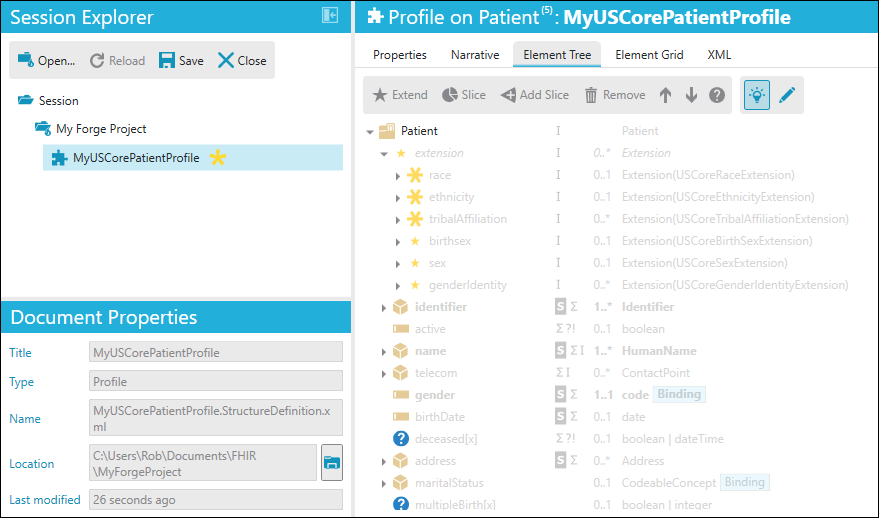 Session Explorer
Open... Reload Save Close
Session
My Forge Project
MyUSCorePatientProfile
Document Properties
Title MyUSCorePatientProfile
Type Profile
Name MyUSCorePatientProfile.StructureDefinition.x
ml
Location C:\Users\Rob\Documents\FHIR
\MyForgeProject
Last modified 26 seconds ago
Profile on Patient (5) : MyUSCorePatientProfile
Properties Narrative Element Tree Element Grid XML
Extend Slice Add Slice Remove
Patient I Patient
extension I 0..* Extension
race I 0..1 Extension(USCoreRaceExtension)
ethnicity I 0..1 Extension(USCoreEthnicityExtension)
tribalAffiliation I 0..* Extension(USCoreTribalAffiliationExtension)
birthsex I 0..1 Extension(USCoreBirthSexExtension)
sex I 0..1 Extension(USCoreSexExtension)
genderIdentity I 0..* Extension(USCoreGenderIdentityExtension)
identifier S Σ 1..* Identifier
active Σ ?! 0..1 boolean
name S Σ I 1..* HumanName
telecom Σ I 0..* ContactPoint
gender S Σ 1..1 code Binding
birthDate S Σ 0..1 date
deceased[x] Σ ?! 0..1 boolean | dateTime
address S Σ 0..* Address
maritalStatus 0..1 CodeableConcept Binding
multipleBirth[x] 0..1 boolean | integer